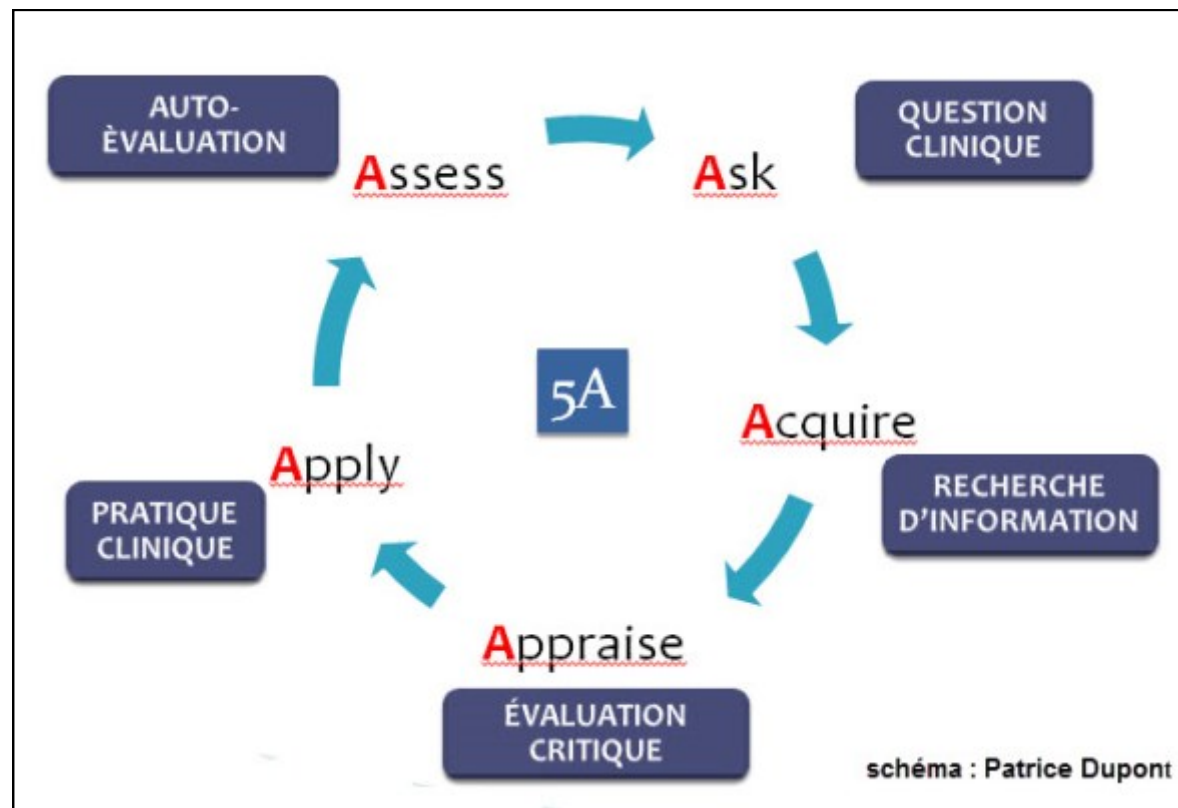 AUTO-
ÈVALUATION
Assess
Ask
QUESTION
CLINIQUE
5A
Acquire
RECHERCHE
D'INFORMATION
Apply
PRATIQUE
CLINIQUE
Appraise
ÉVALUATION
CRITIQUE
schéma : Patrice Dupont